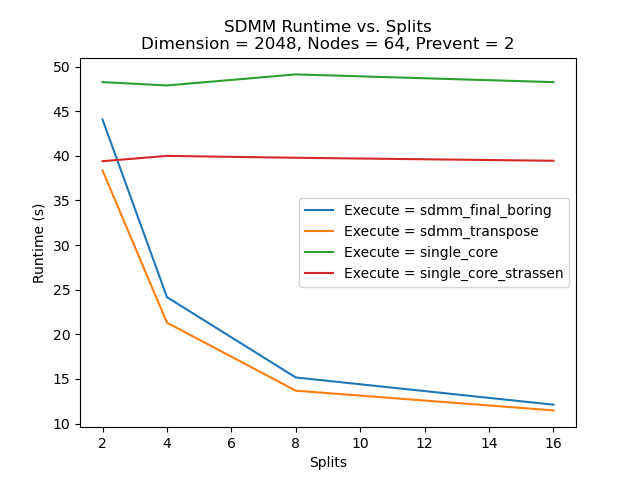 SDMM Runtime vs. Splits
Dimension = 2048, Nodes = 64, Prevent = 2
50
45
40
35
30
25
20
15
10
Runtime (s)
Execute = sdmm_final_boring
Execute = sdmm_transpose
Execute = single_core
Execute = single_core_strassen
2 4 6 8 10 12 14 16
Splits